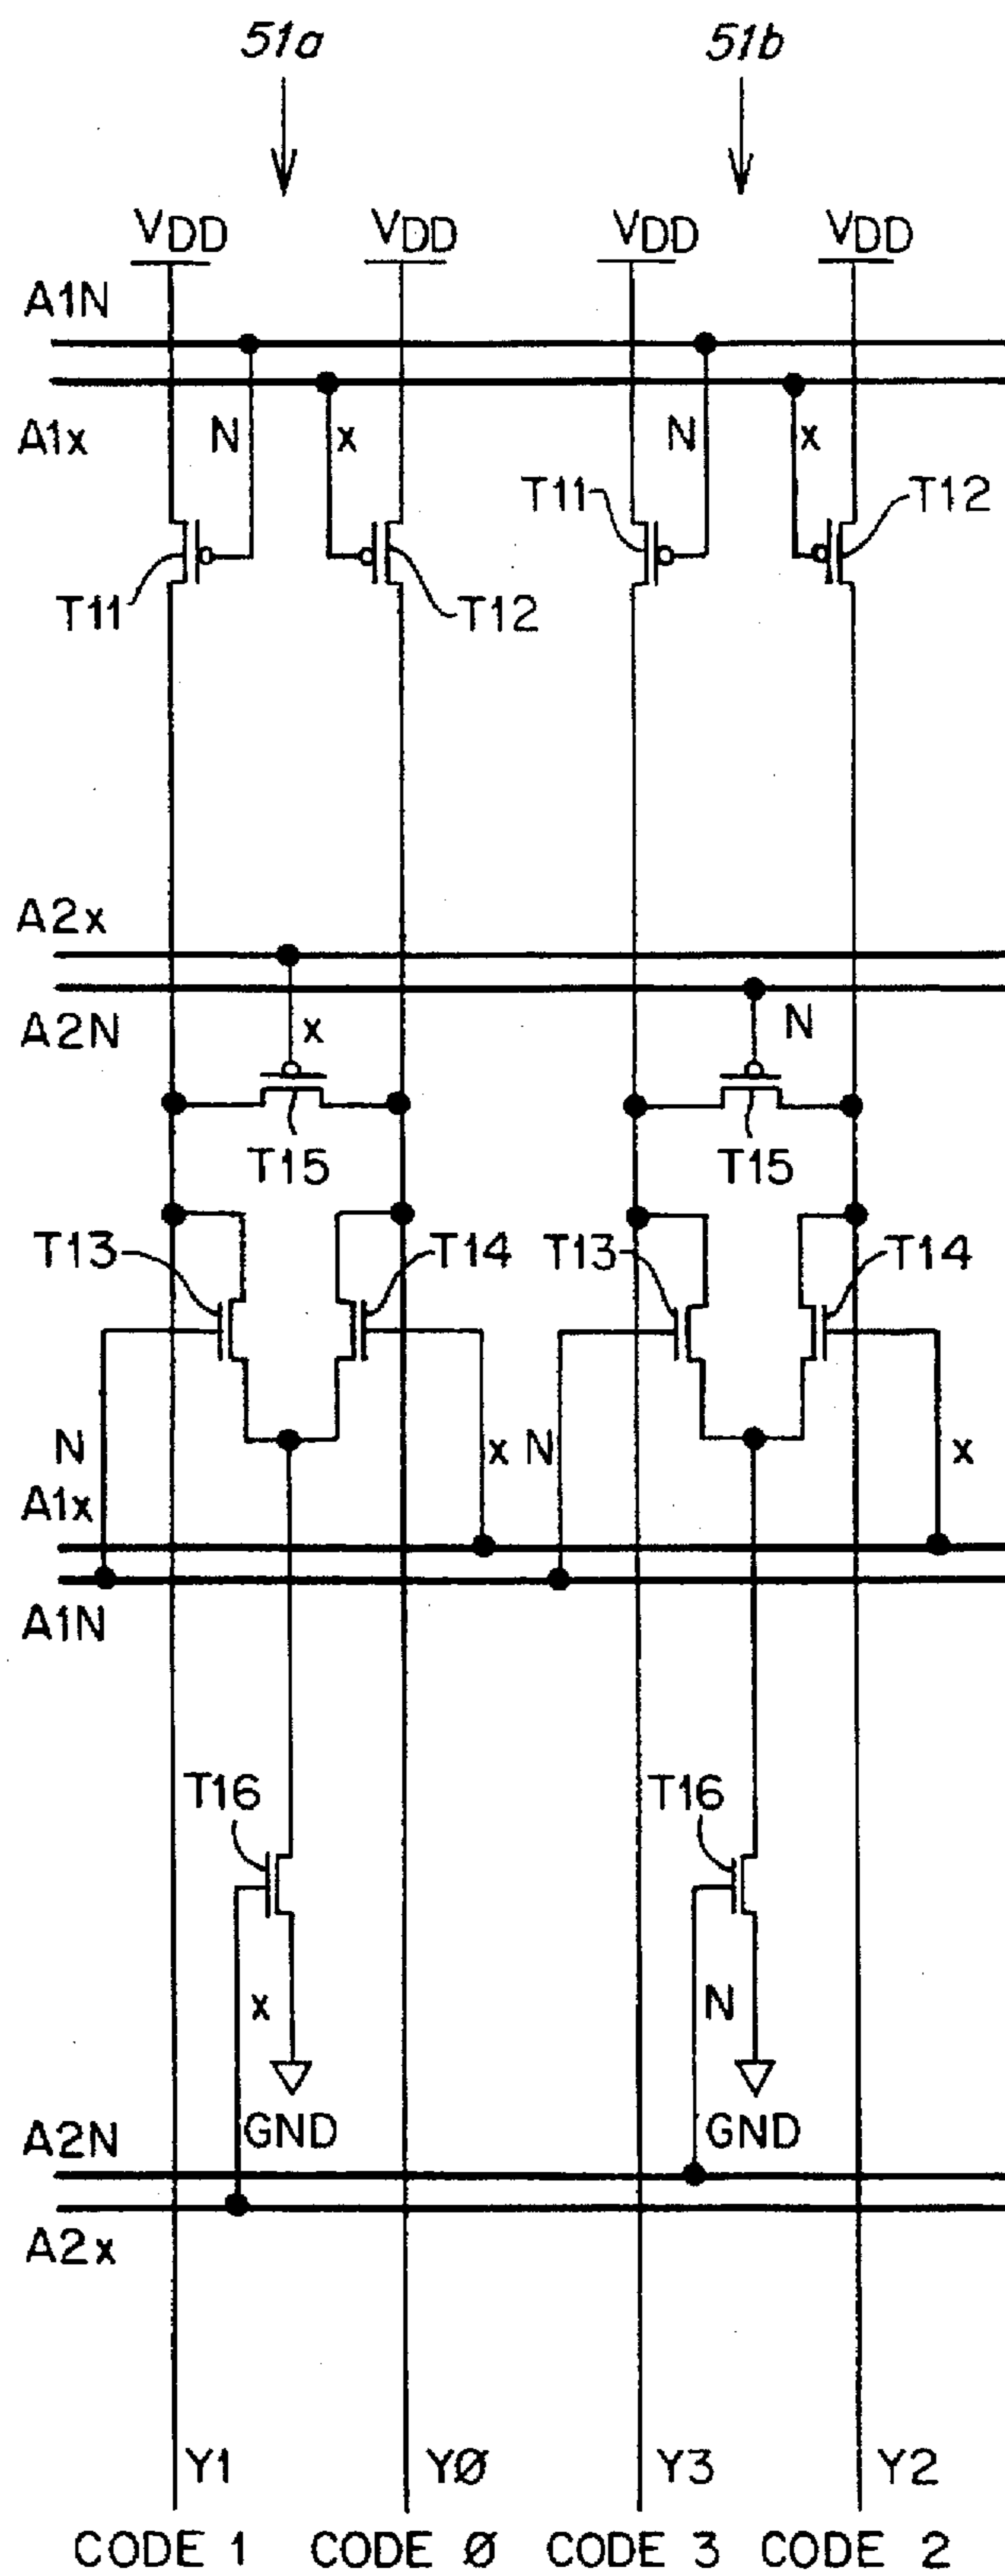 51a 51b
VDD VDD VDD VDD
A1N
A1x N x N x
T11 T12
T11 T12
A2x
A2N x N
T15 T15
T13 T14 T13 T14
N x N x
A1x
A1N
T16 T16
x N
GND GND
A2N
A2x
Y1 YØ Y3 Y2
CODE 1 CODE Ø CODE 3 CODE 2